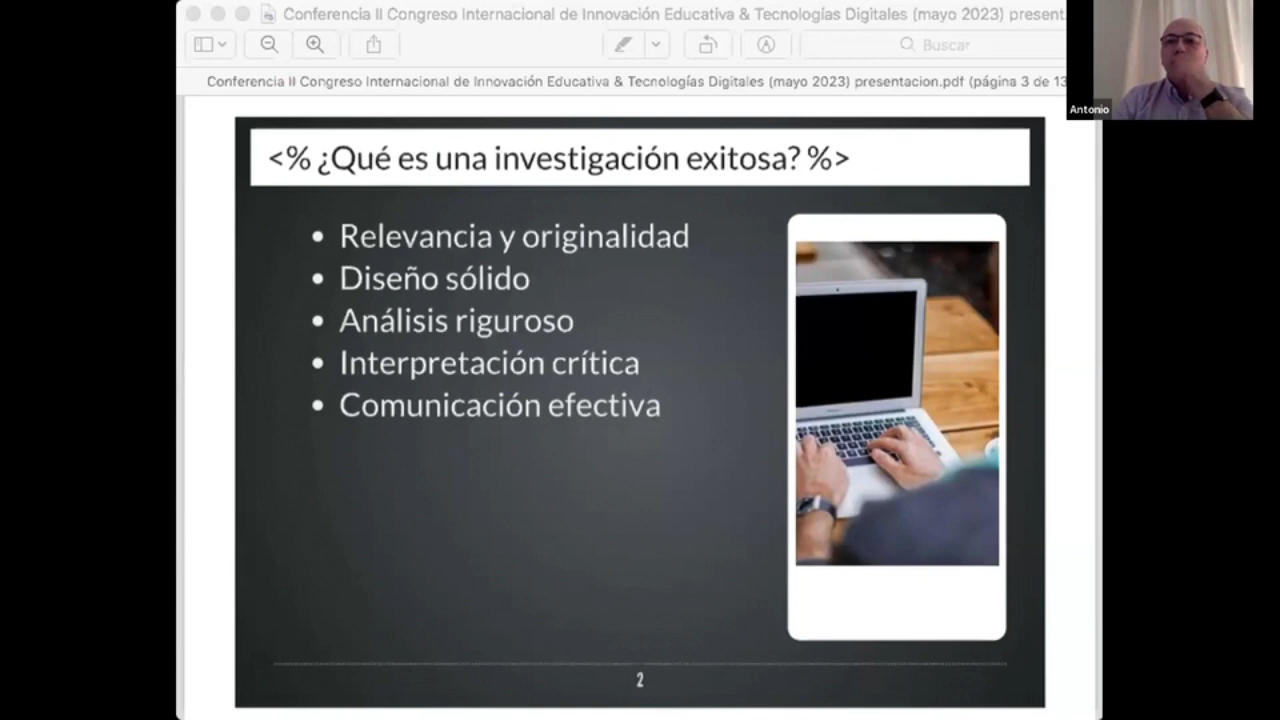 Conferencia II Congreso Internacional de Innovación Educativa & Tecnologías Digitales (mayo 2023) present
Buscar
Conferencia II Congreso Internacional de Innovación Educativa & Tecnologías Digitales (mayo 2023) presentacion.pdf (página 3 de 13
Antonio
<% ¿Qué es una investigación exitosa? %>
• Relevancia y originalidad
• Diseño sólido
• Análisis riguroso
• Interpretación crítica
• Comunicación efectiva
2